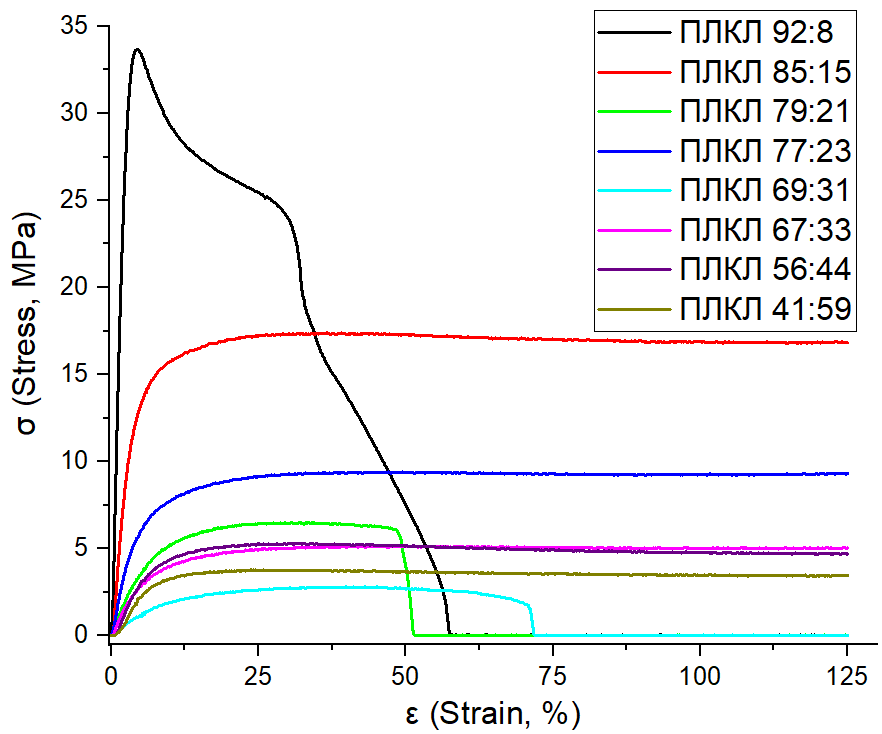 ПЛКЛ 92:8
ПЛКЛ 85:15
ПЛКЛ 79:21
ПЛКЛ 77:23
ПЛКЛ 69:31
ПЛКЛ 67:33
ПЛКЛ 56:44
ПЛКЛ 41:59
35
30
25
20
15
10
5
0
σ (Stress, MPa)
0 25 50 75 100 125
ε (Strain, %)